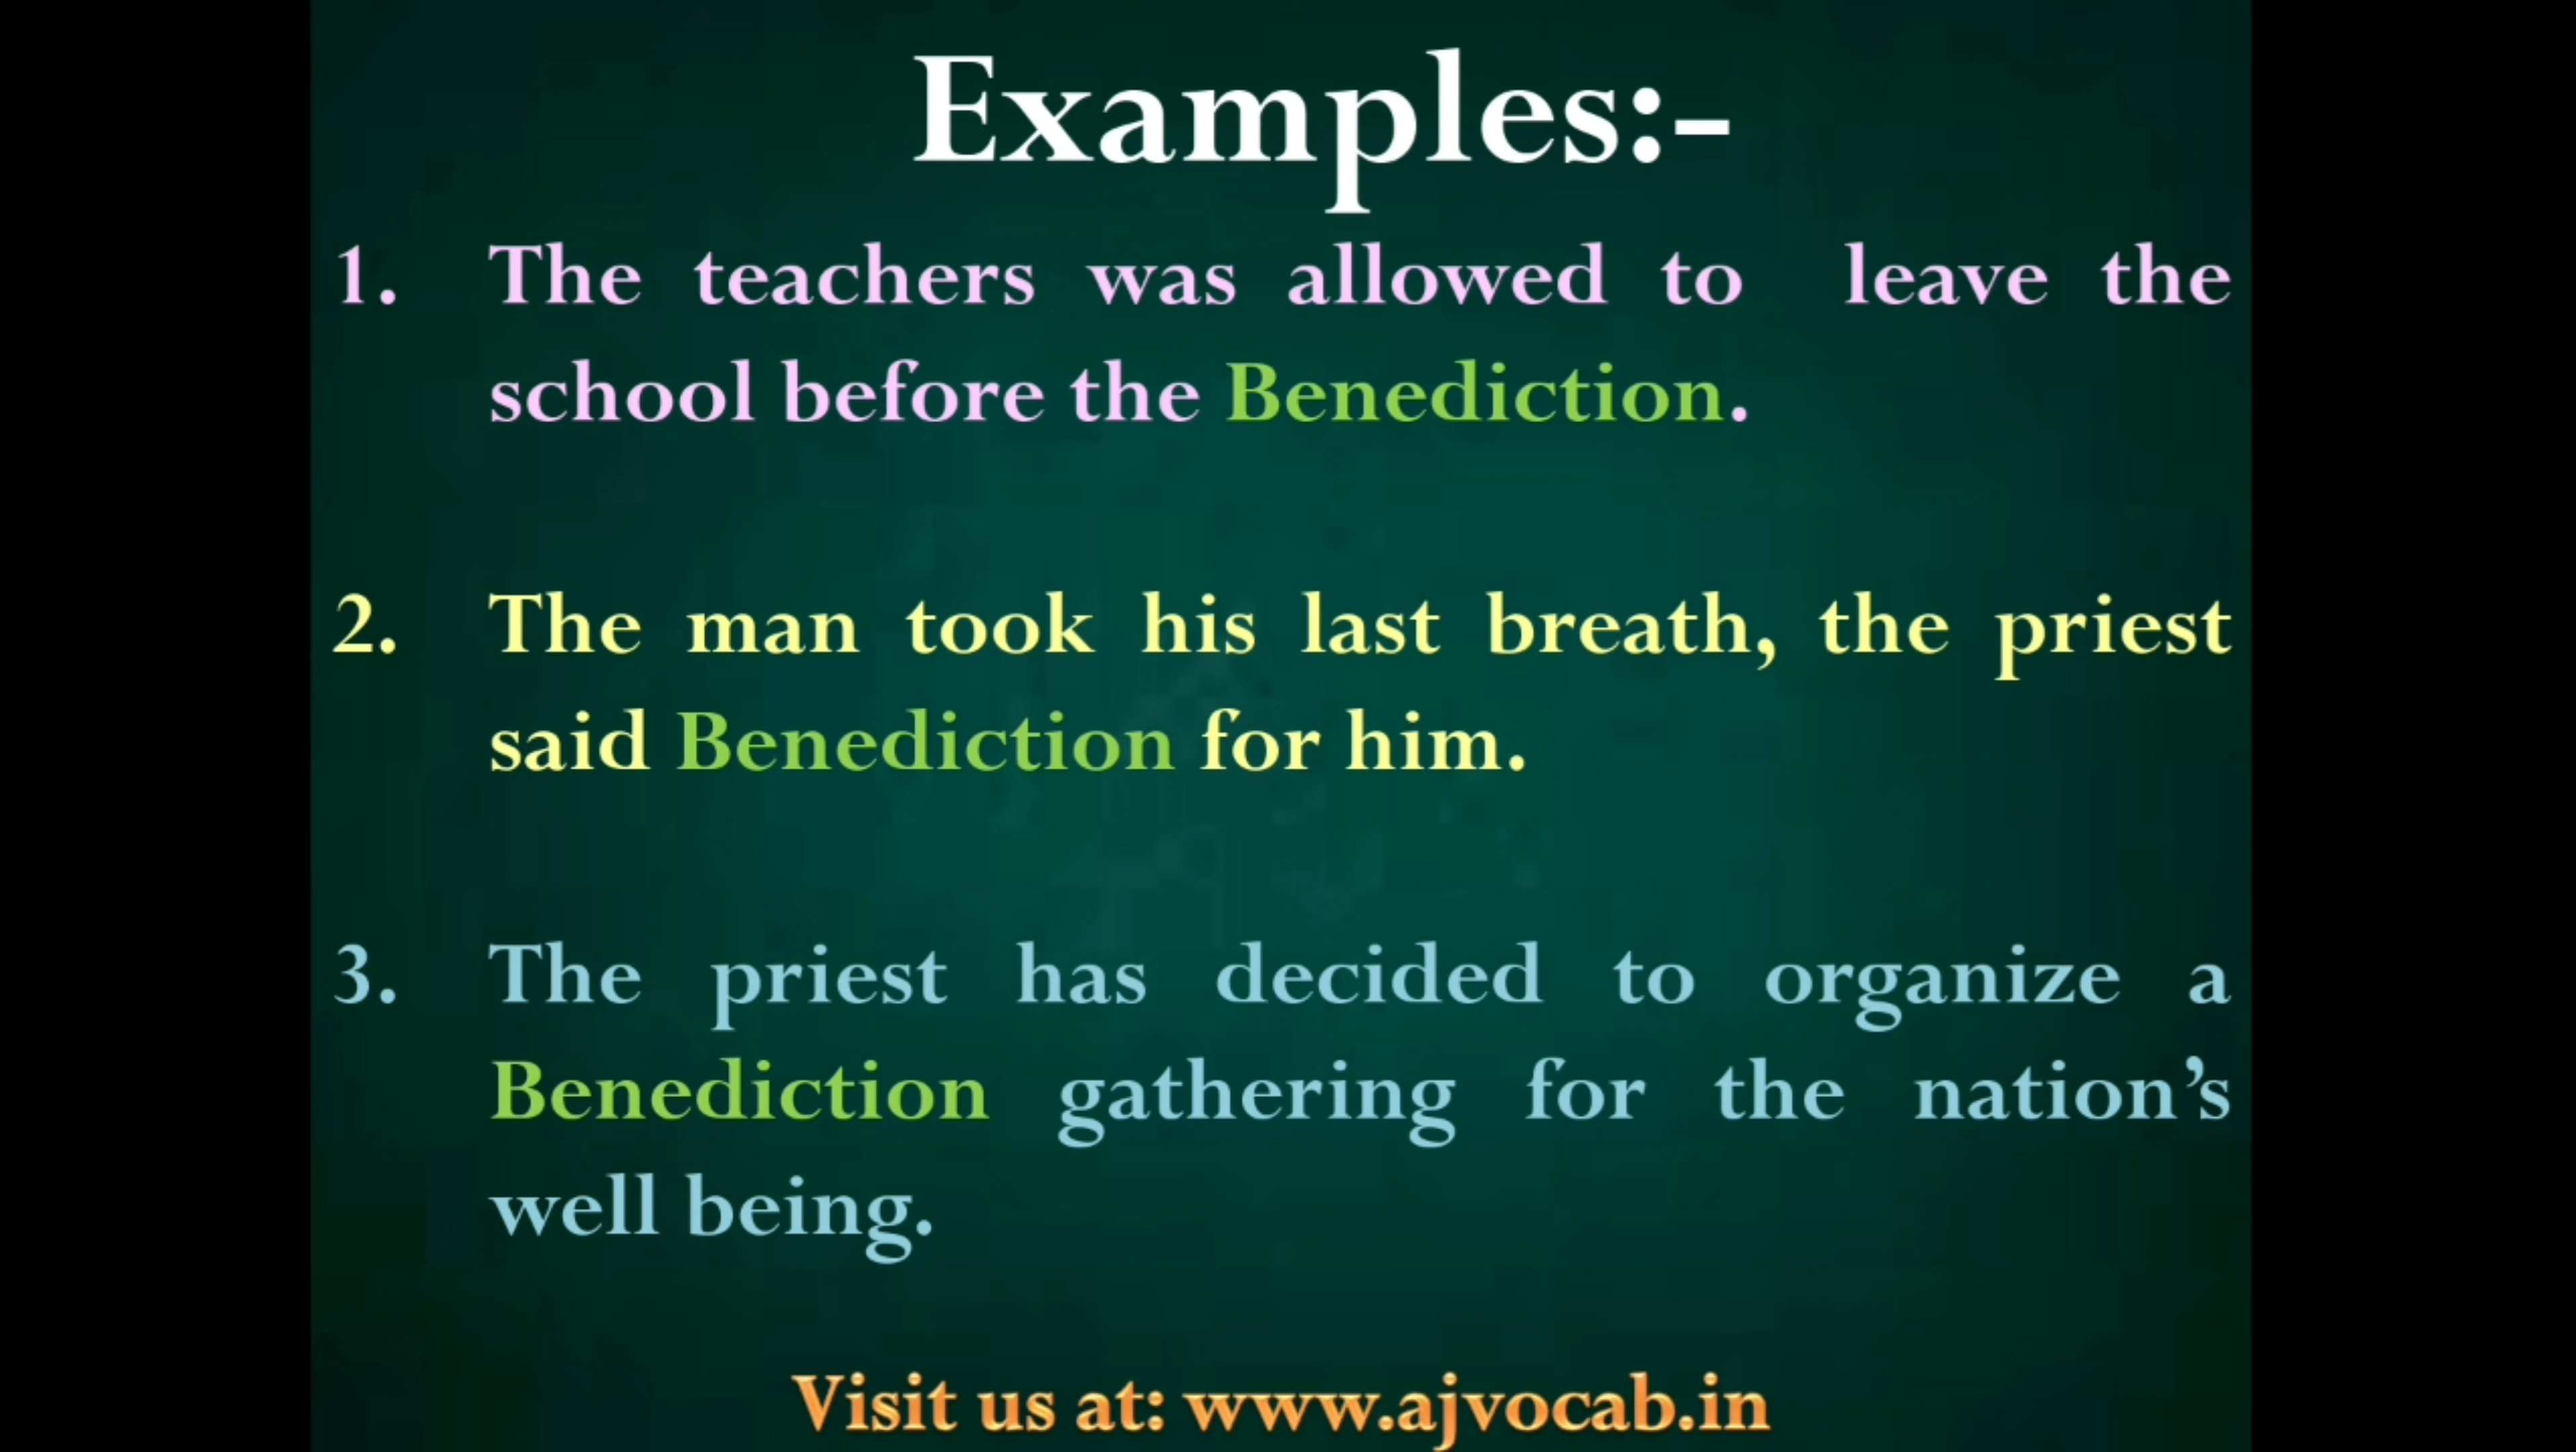 Examples:-
1. The teachers was allowed to leave the
school before the Benediction.
2. The man took his last breath, the priest
said Benediction for him.
3. The priest has decided to organize a
Benediction gathering for the nation’s
well being.
Visit us at: www.ajvocab.in